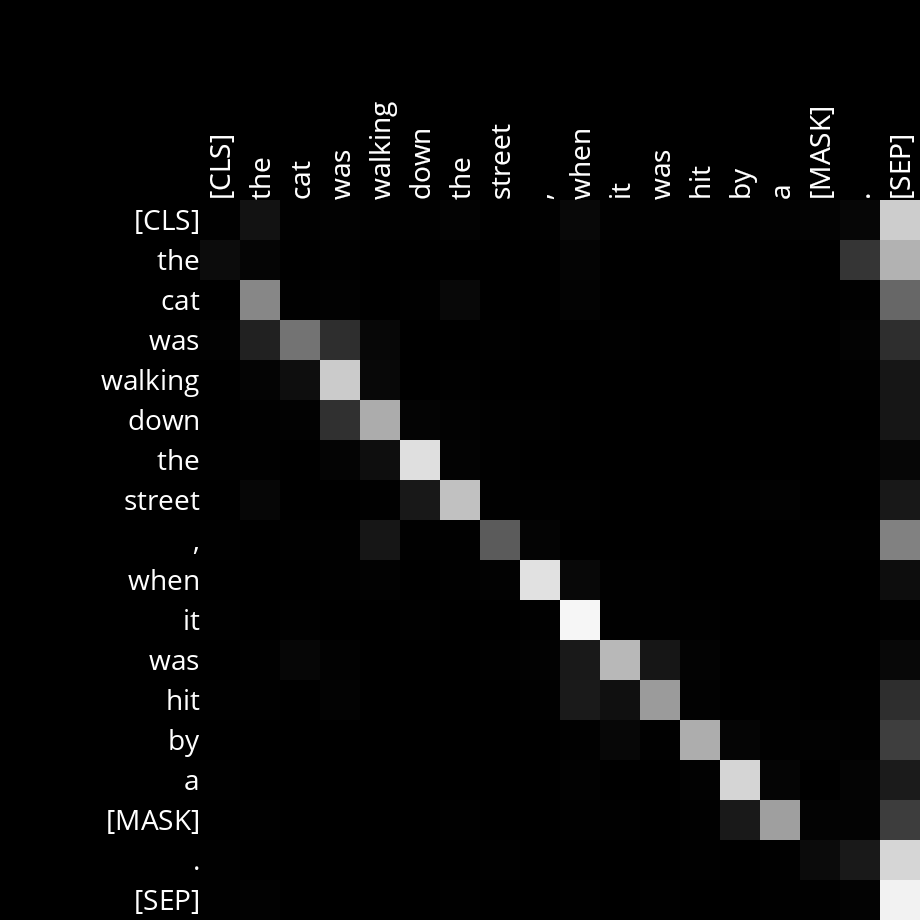 [CLS] the cat was walking down the street , when it was hit by a [MASK] . [SEP]
[CLS]
the
cat
was
walking
down
the
street
,
when
it
was
hit
by
a
[MASK]
.
[SEP]